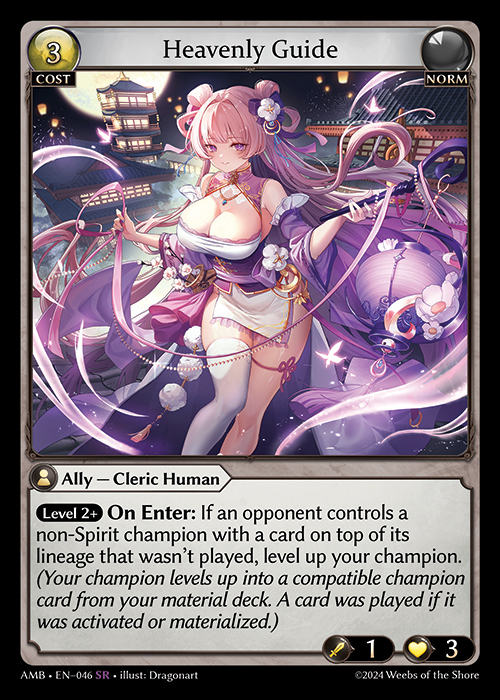 3
Heavenly Guide
COST
NORM
Ally — Cleric Human
Level 2+ On Enter: If an opponent controls a
non-Spirit champion with a card on top of its
lineage that wasn't played, level up your champion.
(Your champion levels up into a compatible champion
card from your material deck. A card was played if it
was activated or materialized.)
1
3
AMB • EN–046 SR • illust: Dragonart
©2024 Weebs of the Shore